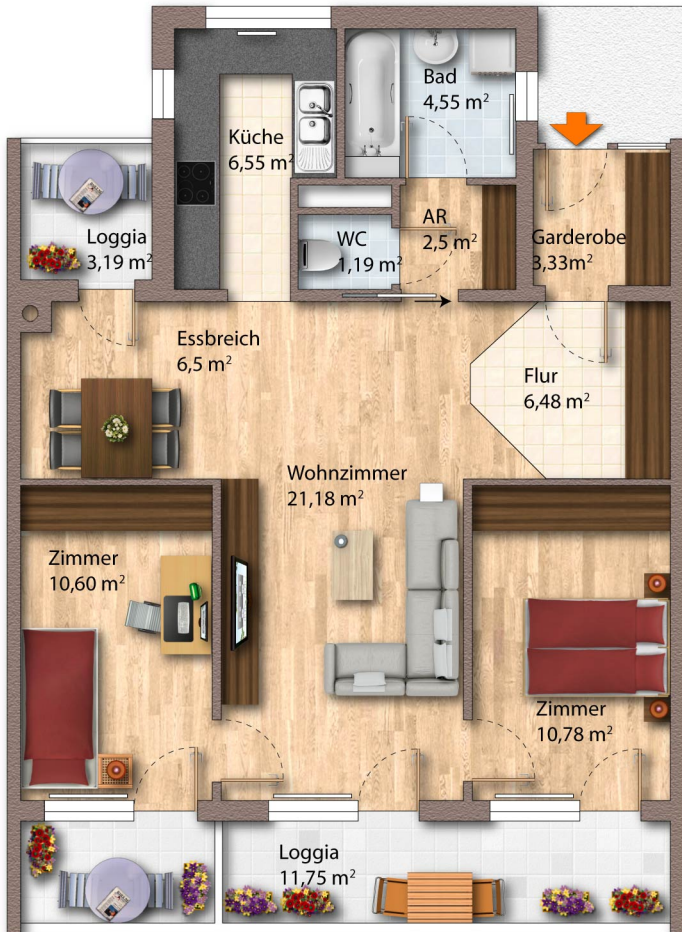 Bad
4,55 m²
Küche
6,55 m²
AR
2,5 m²
WC
1,19 m²
Garderobe
3,33m²
Loggia
3,19 m²
Essbreich
6,5 m²
Flur
6,48 m²
Wohnzimmer
21,18 m²
Zimmer
10,60 m²
Zimmer
10,78 m²
Loggia
11,75 m²